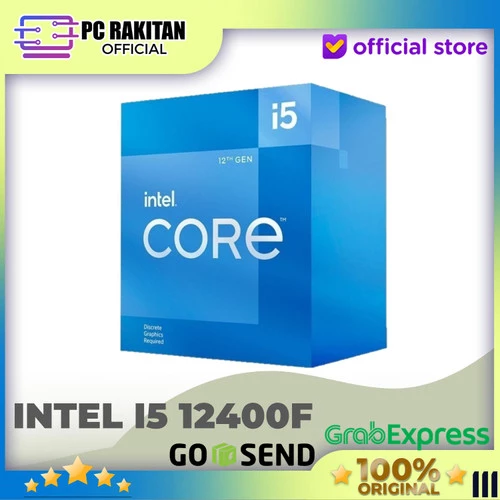 PC RAKITAN
OFFICIAL
official store
i5
12TH GEN
intel.
CORE™
Discrete
Graphics
Required
INTEL I5 12400F
GO SEND
GrabExpress
100%
ORIGINAL